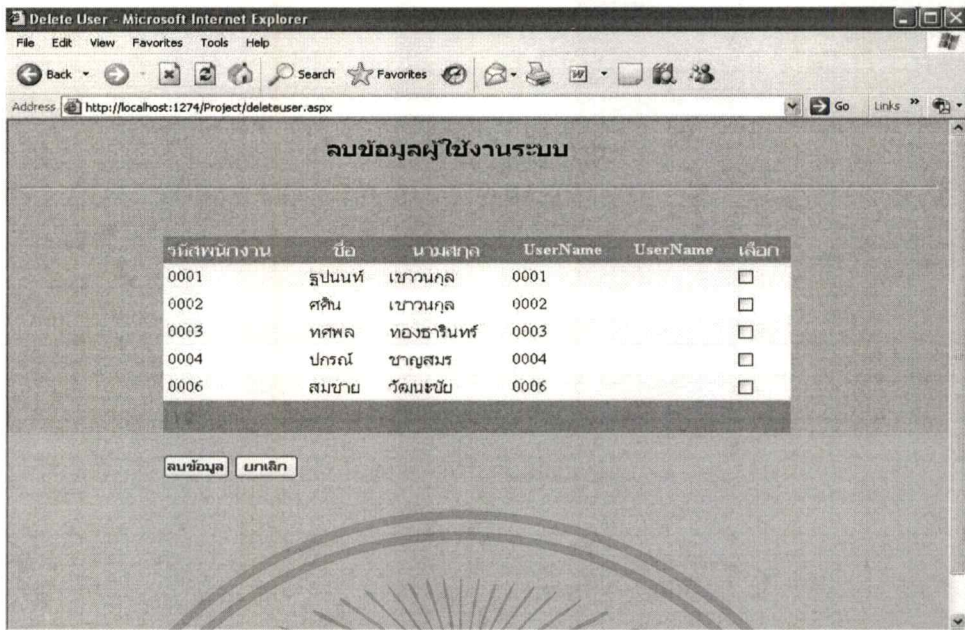 Delete User - Microsoft Internet Explorer
File Edit View Favorites Tools Help
Back Search Favorites
Address http://localhost:1274/Project/deleteuser.aspx Go Links »
ลบข้อมูลผู้ใช้งานระบบ
รหัสพนักงาน ชื่อ นามสกุล UserName UserName เลือก
0001 ฐปนนท์ เชาวนกุล 0001
0002 ศศิน เชาวนกุล 0002
0003 ทศพล ทองธารินทร์ 0003
0004 ปกรณ์ ชาญสมร 0004
0006 สมชาย วัฒนะชัย 0006
ลบข้อมูล ยกเลิก